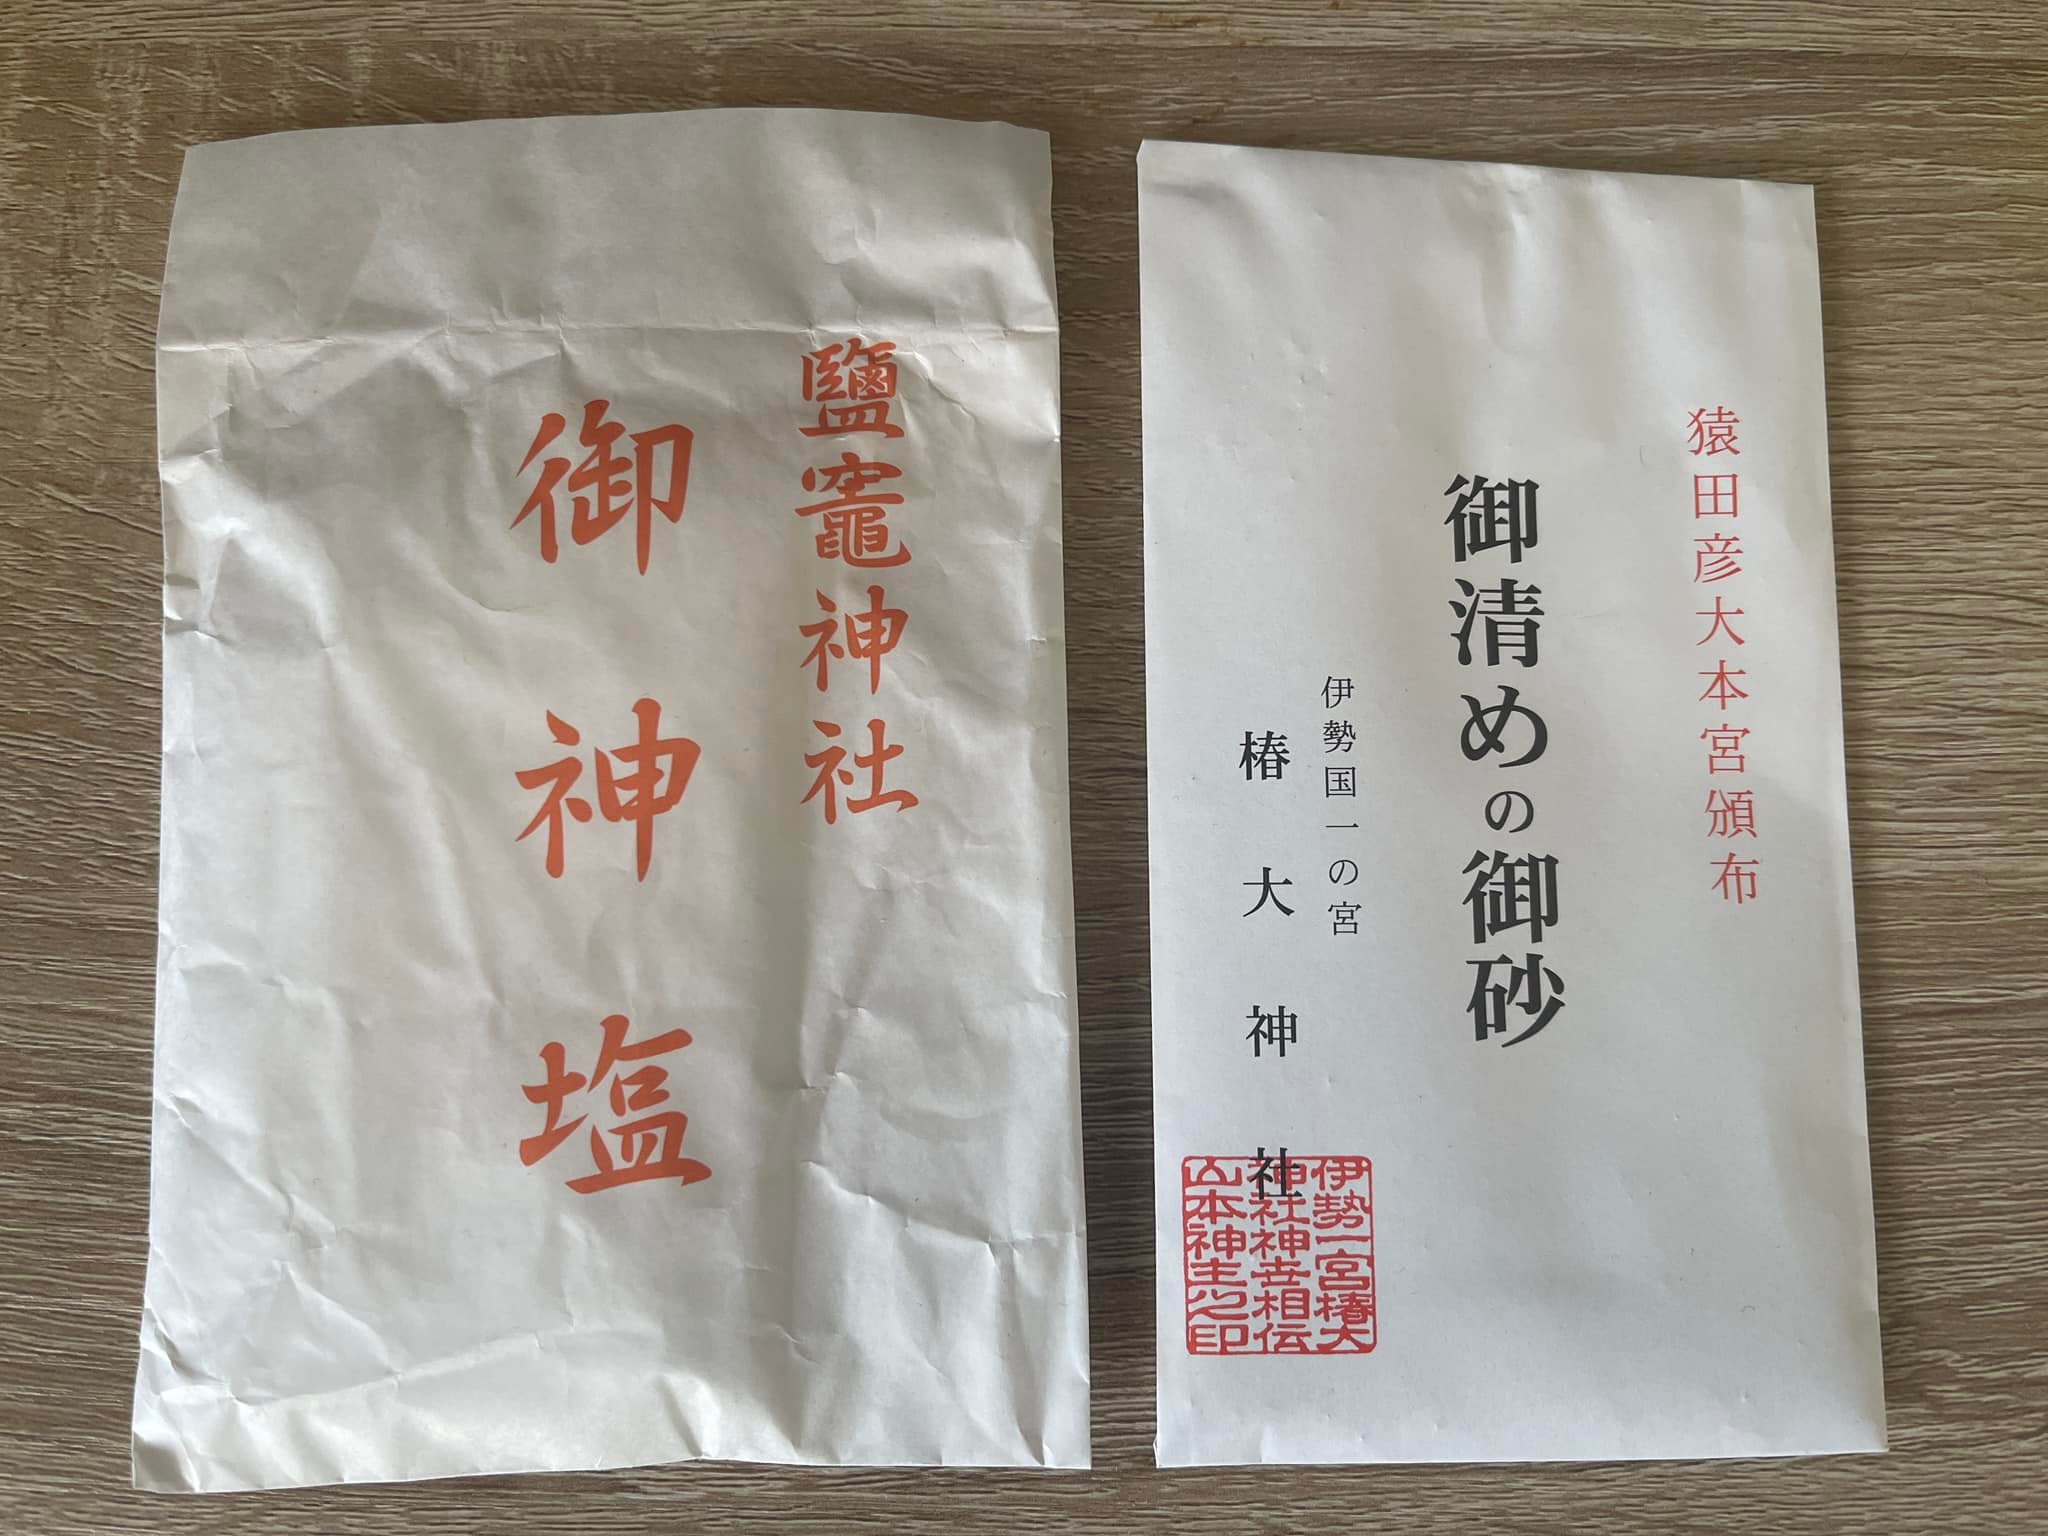 鹽竈神社
御神塩
猿田彦大本宮頒布
御清めの御砂
伊勢国一の宮
椿大神社
伊勢一宮椿大
神社神世相伝
山本神主之印